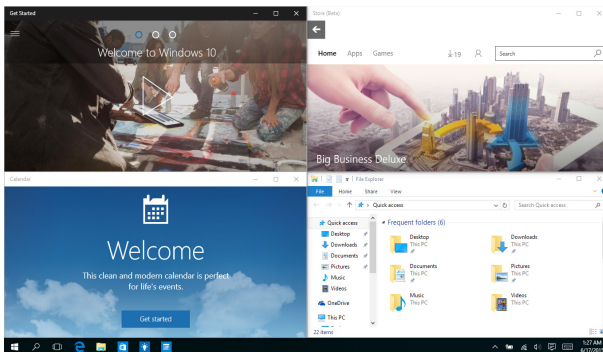 Get Started
Welcome to Windows 10
Store (Beta)
Home Apps Games 19 Search
Big Business Deluxe
Calendar
Welcome
This clean and modern calendar is perfect
for life's events.
Get started
File Explorer
File Home Share View
Quick access Search Quick access
Quick access
Desktop
Downloads
Documents
Pictures
Music
Videos
OneDrive
This PC
Frequent folders (6)
Desktop
This PC
Downloads
This PC
Documents
This PC
Pictures
This PC
Music
This PC
Videos
This PC
22 items
1:27 AM